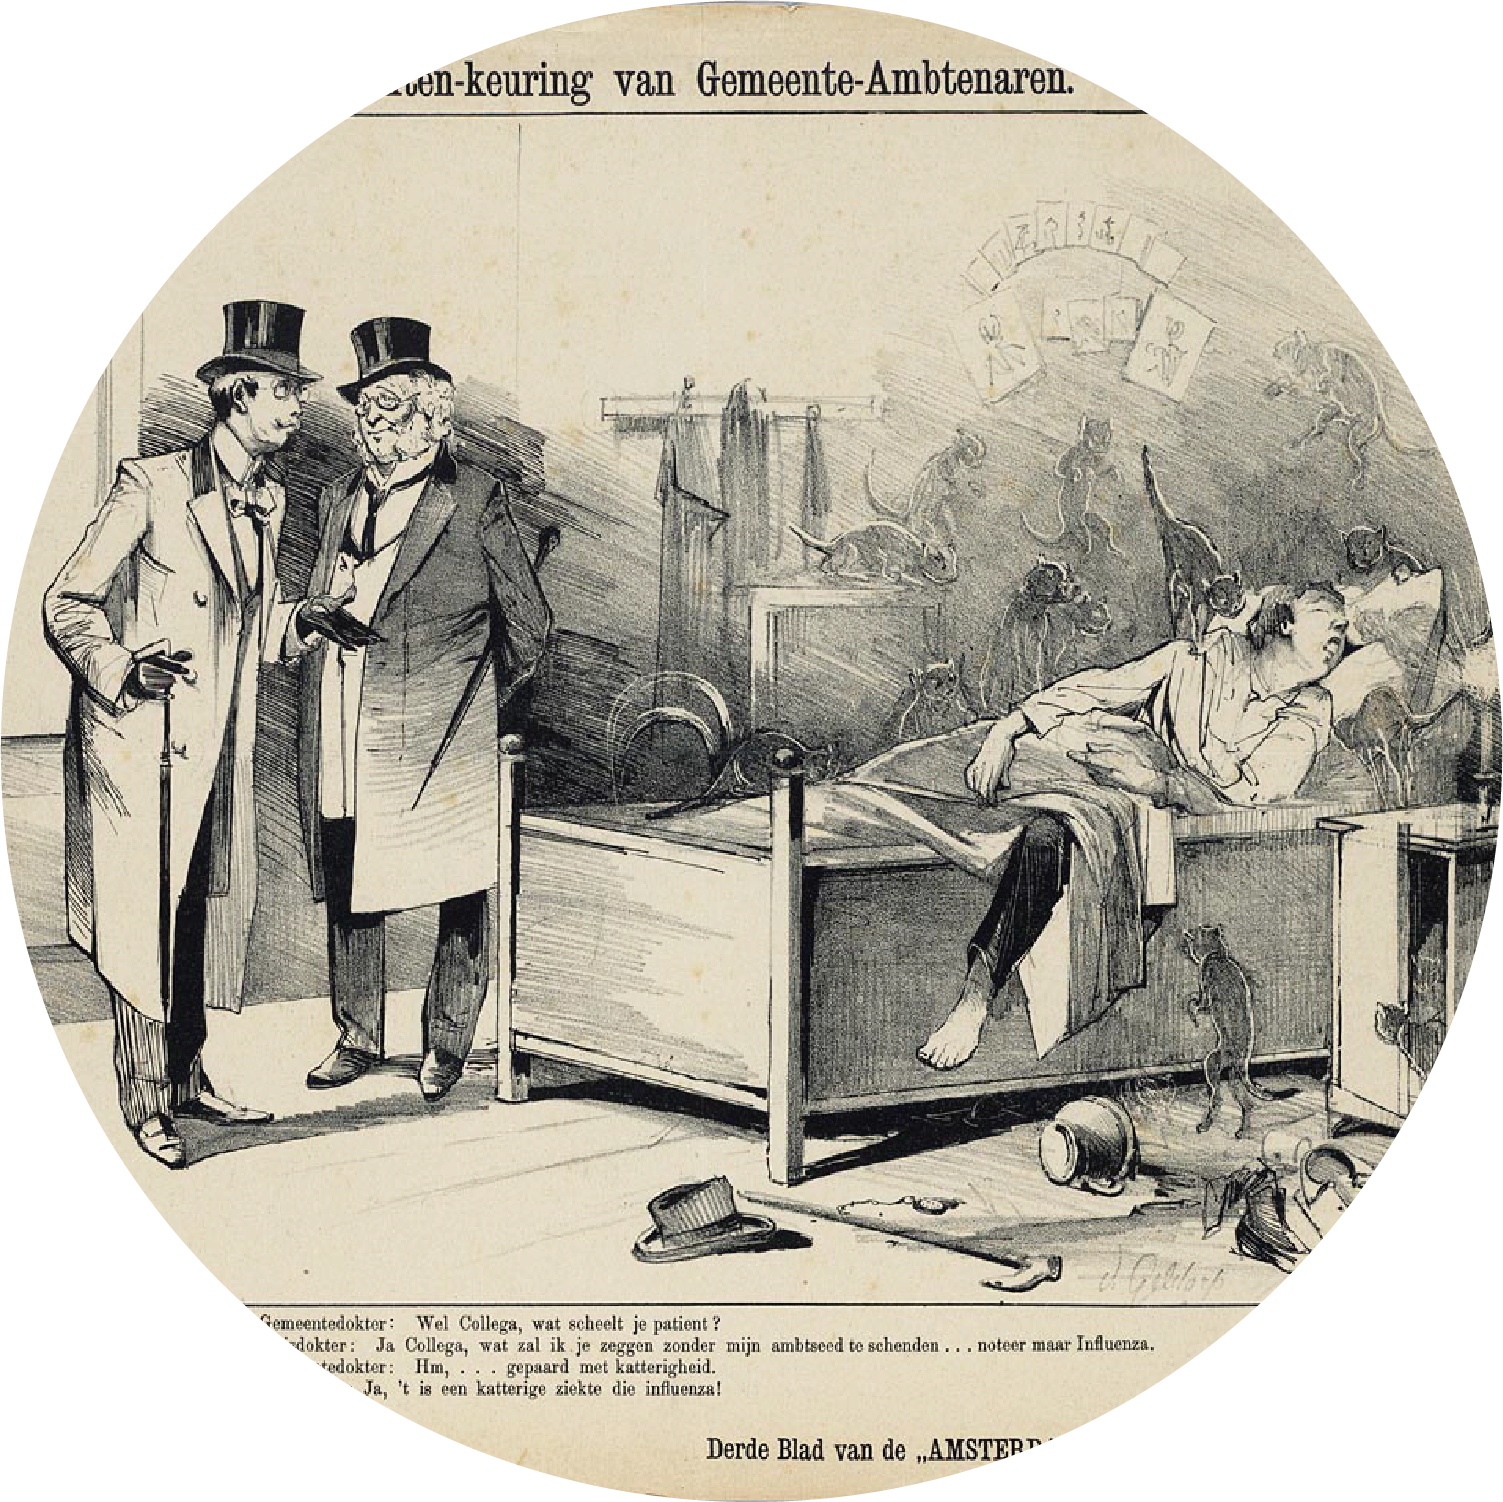 ten-keuring van Gemeente-Ambtenaren.
J. Geldorp
Gemeentedokter: Wel Collega, wat scheelt je patient?
dokter: Ja Collega, wat zal ik je zeggen zonder mijn ambtseed te schenden . . . noteer maar Influenza.
tedokter: Hm, . . . gepaard met katterigheid.
Ja, 't is een katterige ziekte die influenza!
Derde Blad van de „AMSTERDA